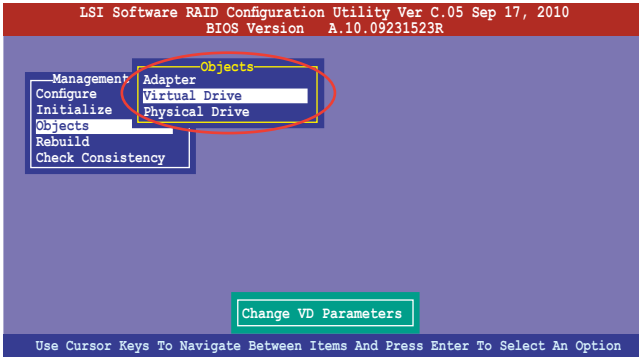 LSI Software RAID Configuration Utility Ver C.05 Sep 17, 2010
BIOS Version A.10.09231523R
Management
Configure
Initialize
Objects
Rebuild
Check Consistency
Objects
Adapter
Virtual Drive
Physical Drive
Change VD Parameters
Use Cursor Keys To Navigate Between Items And Press Enter To Select An Option